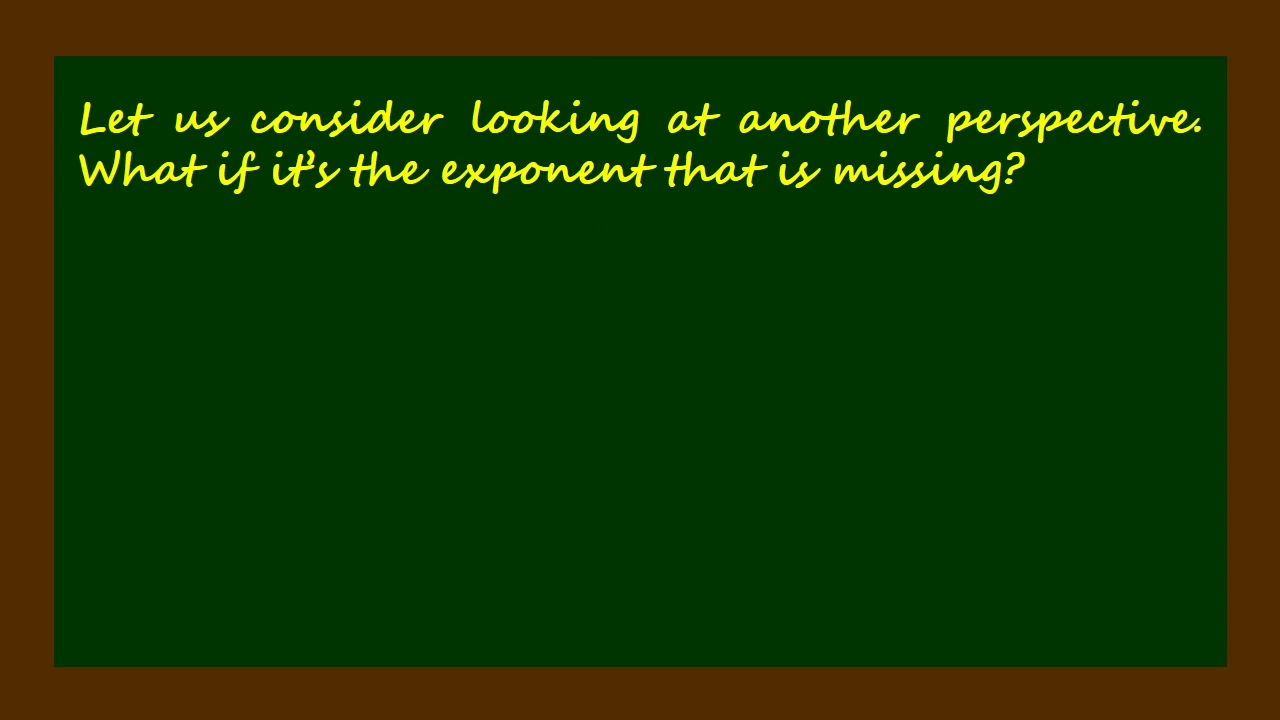 Let us consider looking at another perspective.
What if it's the exponent that is missing?